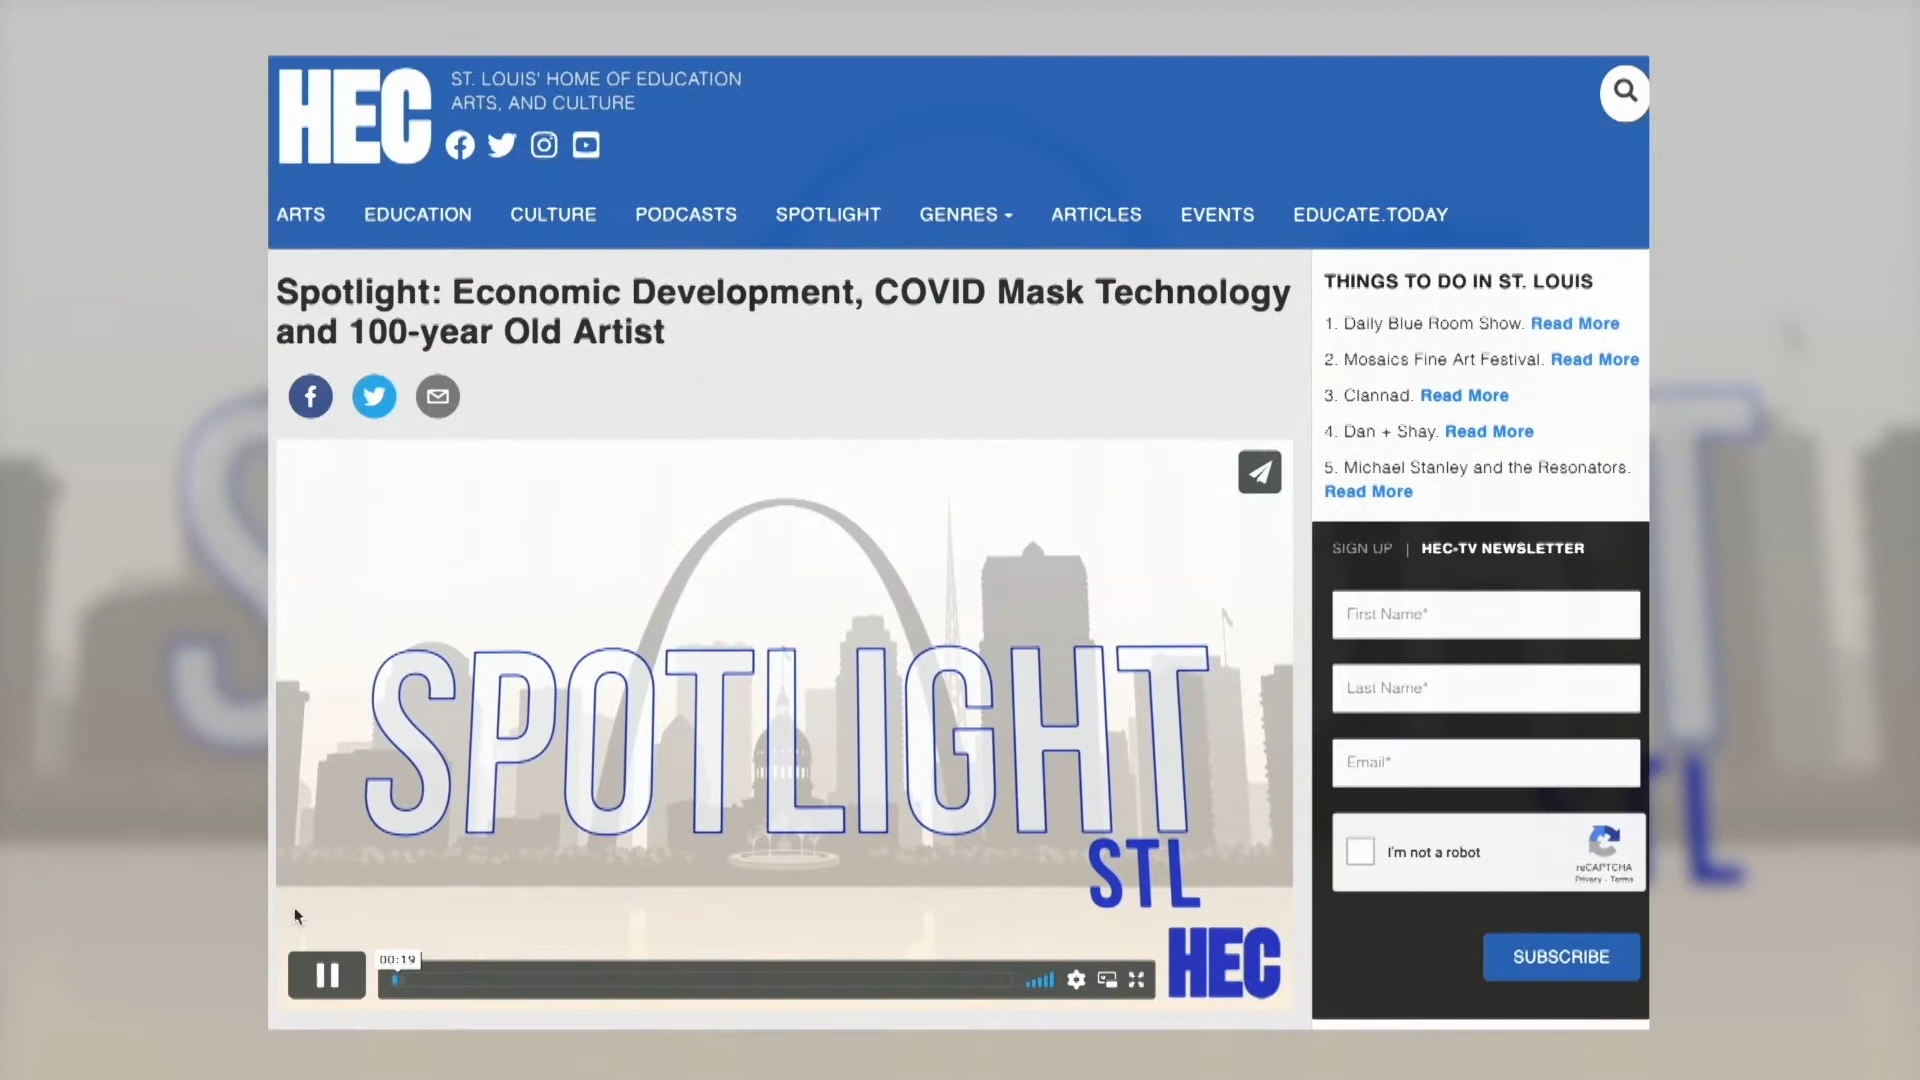 HEC
ST. LOUIS' HOME OF EDUCATION
ARTS, AND CULTURE
ARTS EDUCATION CULTURE PODCASTS SPOTLIGHT GENRES ARTICLES EVENTS EDUCATE.TODAY
Spotlight: Economic Development, COVID Mask Technology
and 100-year Old Artist
SPOTLIGHT
STL
HEC
00:19
THINGS TO DO IN ST. LOUIS
1. Daily Blue Room Show. Read More
2. Mosaics Fine Art Festival. Read More
3. Clannad. Read More
4. Dan + Shay. Read More
5. Michael Stanley and the Resonators.
Read More
SIGN UP | HEC-TV NEWSLETTER
First Name*
Last Name*
Email*
I'm not a robot
reCAPTCHA
Privacy - Terms
SUBSCRIBE
S
T
STL